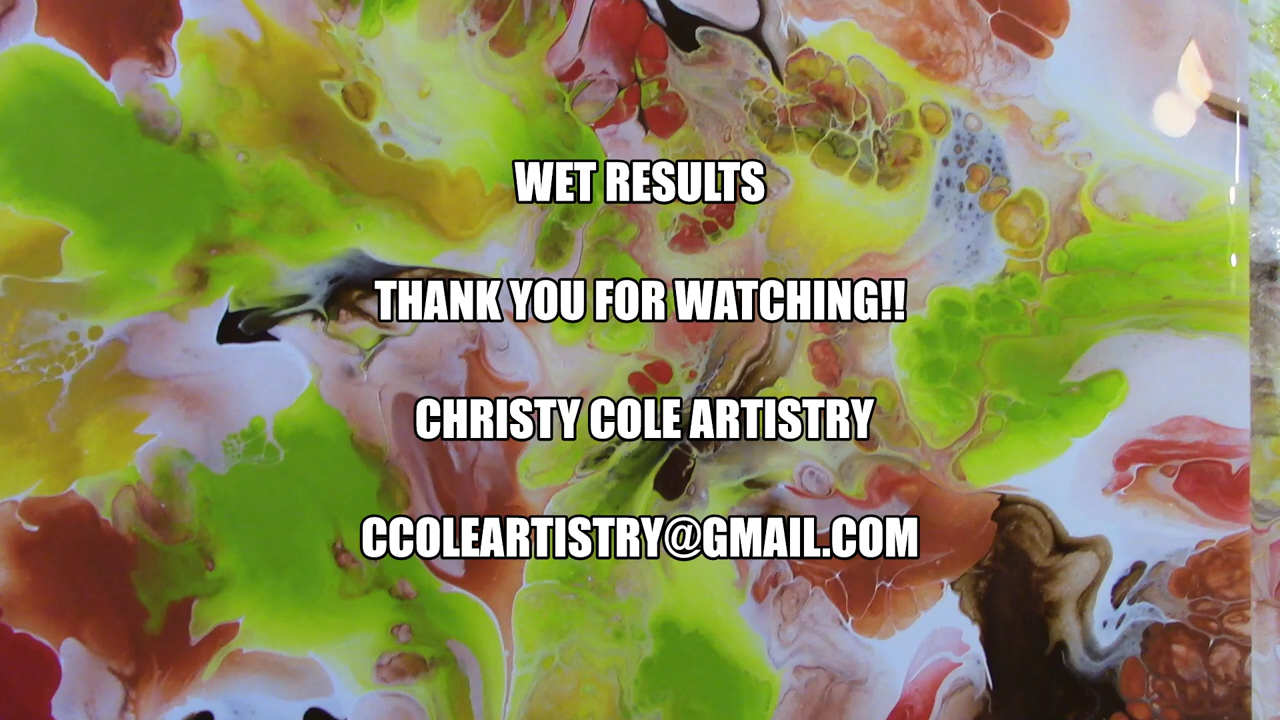 WET RESULTS
THANK YOU FOR WATCHING!!
CHRISTY COLE ARTISTRY
CCOLEARTISTRY@GMAIL.COM